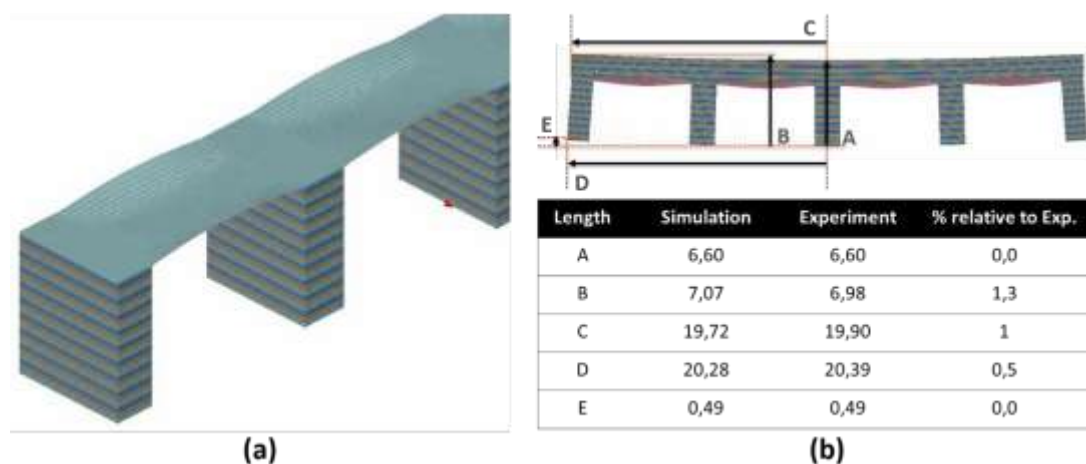 C
E
B
A
D
Length Simulation Experiment % relative to Exp.
A 6,60 6,60 0,0
B 7,07 6,98 1,3
C 19,72 19,90 1
D 20,28 20,39 0,5
E 0,49 0,49 0,0
(a) (b)